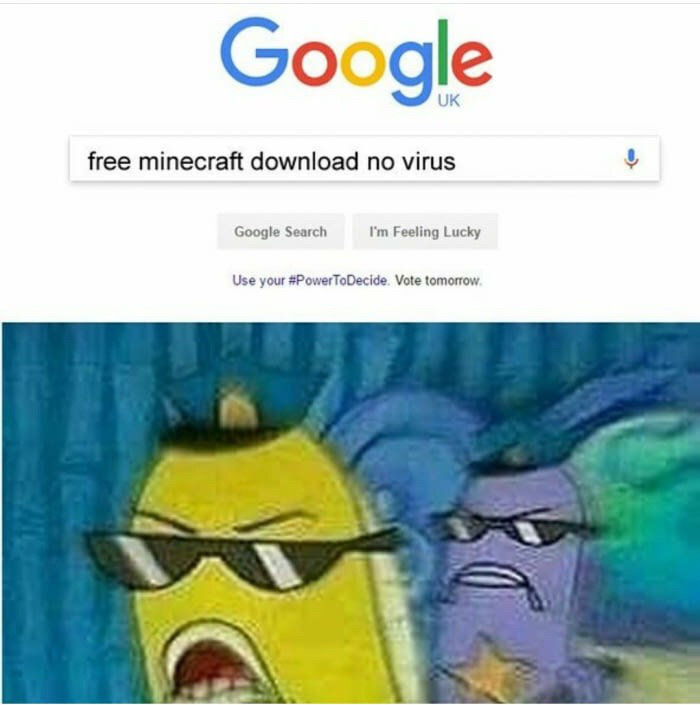 Google
UK
free minecraft download no virus
Google Search
I'm Feeling Lucky
Use your #PowerToDecide. Vote tomorrow.